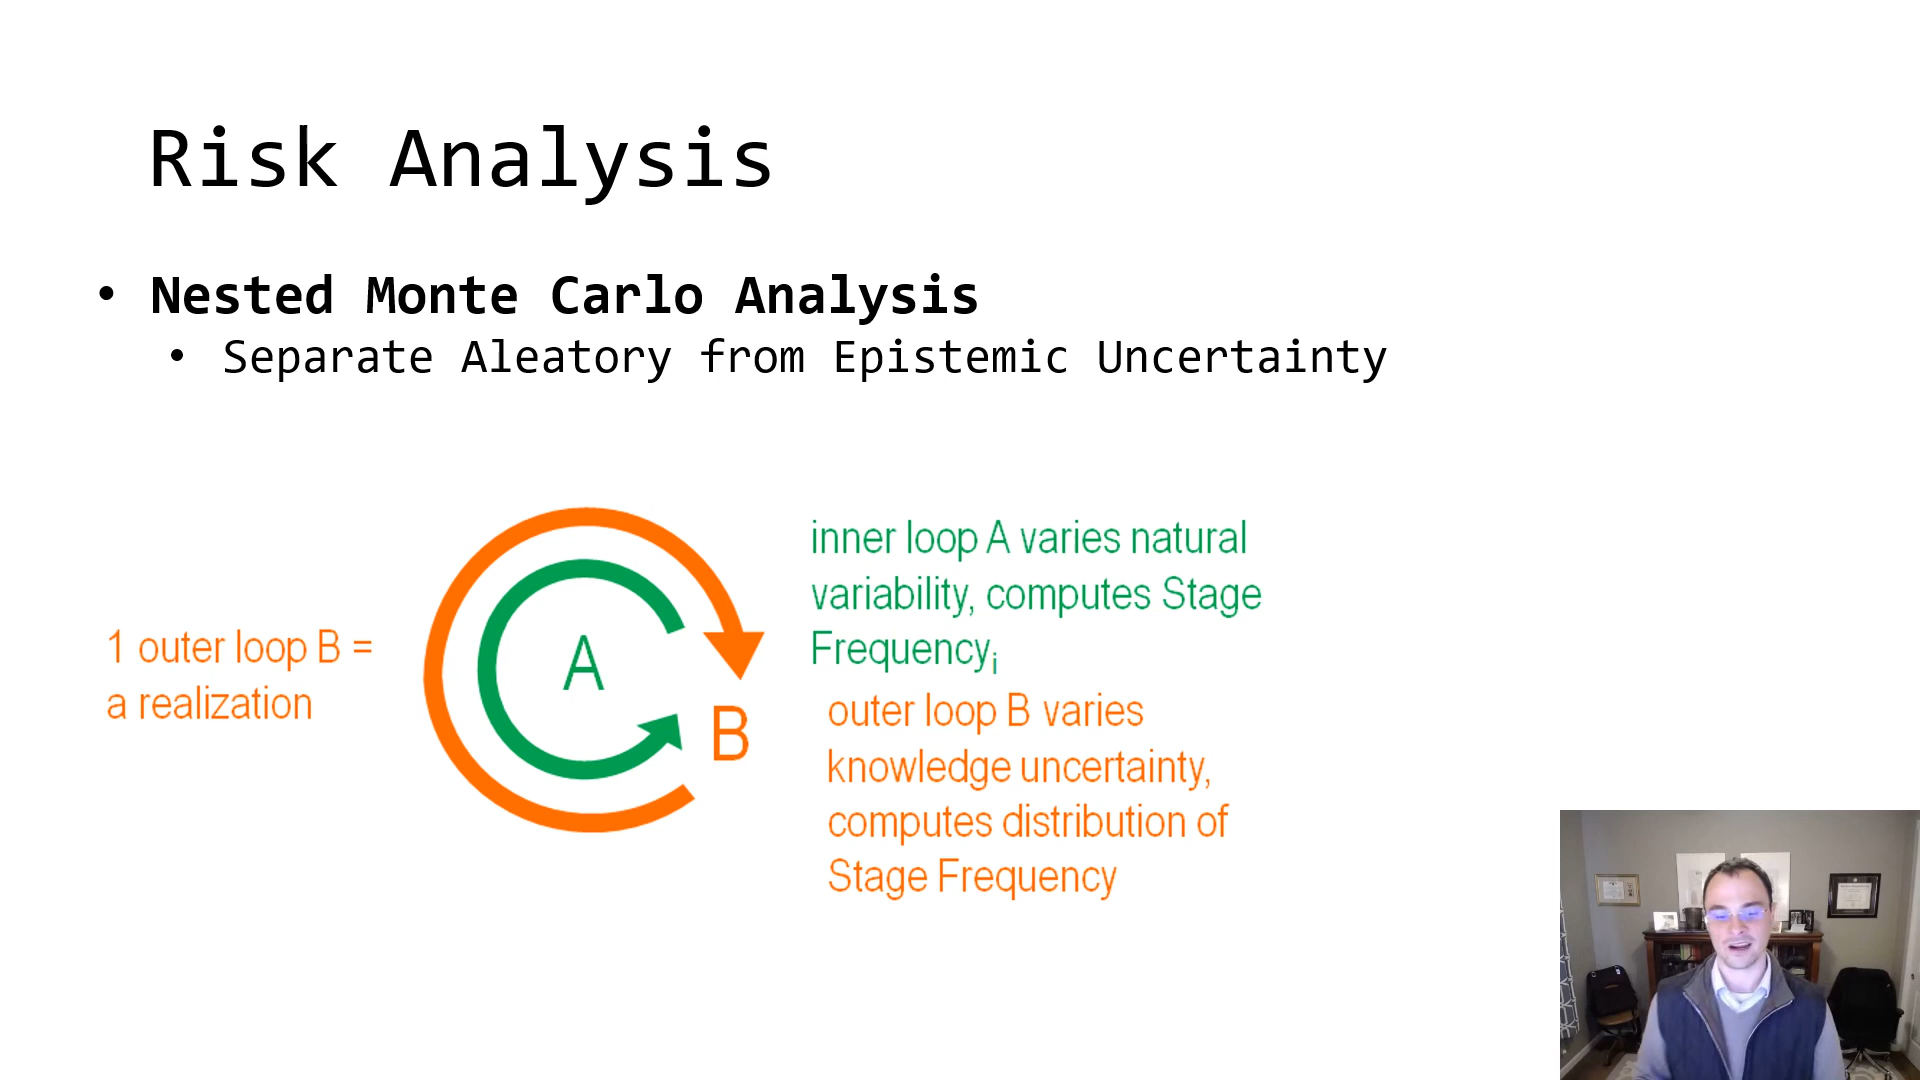 Risk Analysis
• Nested Monte Carlo Analysis
• Separate Aleatory from Epistemic Uncertainty
1 outer loop B =
a realization
A
B
inner loop A varies natural
variability, computes Stage
Frequencyi
outer loop B varies
knowledge uncertainty,
computes distribution of
Stage Frequency